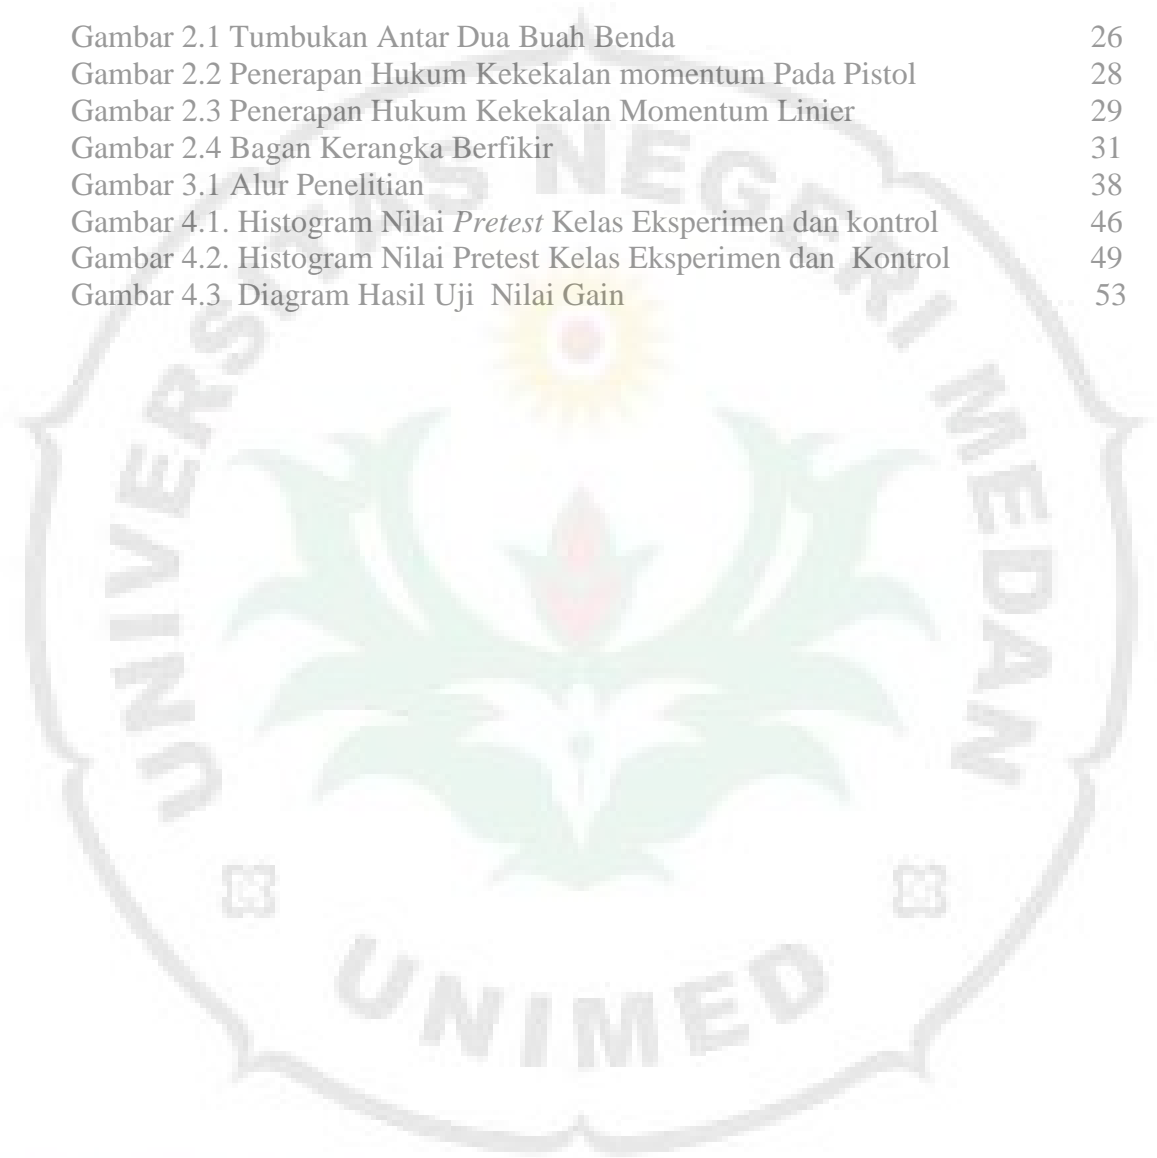 Gambar 2.1 Tumbukan Antar Dua Buah Benda 26
Gambar 2.2 Penerapan Hukum Kekekalan momentum Pada Pistol 28
Gambar 2.3 Penerapan Hukum Kekekalan Momentum Linier 29
Gambar 2.4 Bagan Kerangka Berfikir 31
Gambar 3.1 Alur Penelitian 38
Gambar 4.1. Histogram Nilai Pretest Kelas Eksperimen dan kontrol 46
Gambar 4.2. Histogram Nilai Pretest Kelas Eksperimen dan  Kontrol 49
Gambar 4.3  Diagram Hasil Uji  Nilai Gain 53
UNIVERSITAS NEGERI MEDAN
UNIMED